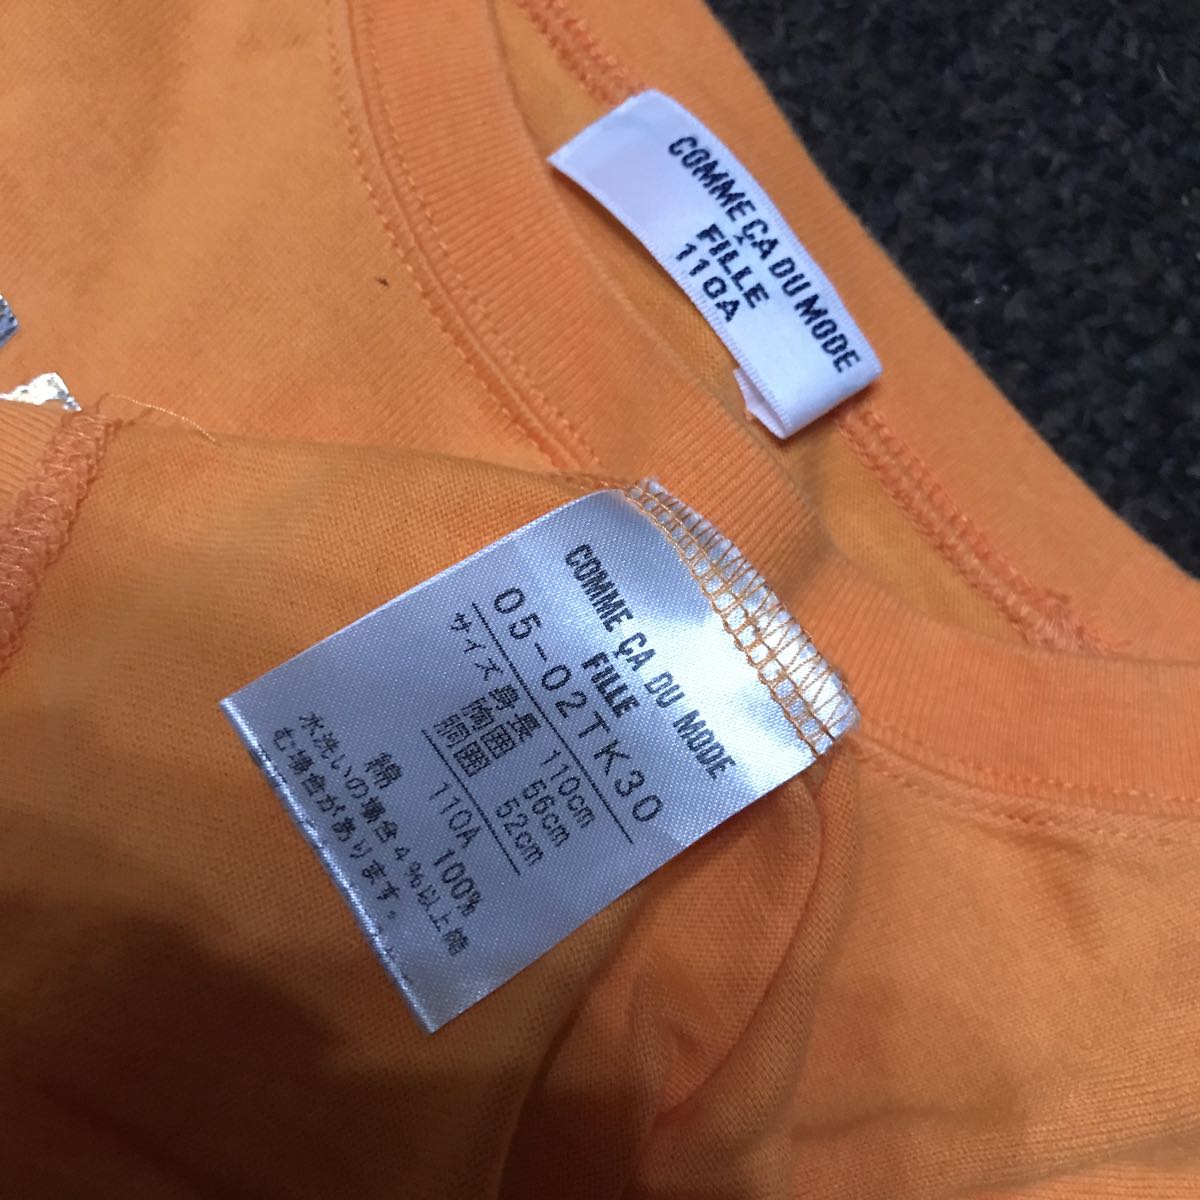 COMME ÇA DU MODE
FILLE
110A
COMME ÇA DU MODE
FILLE
05-02TK30
サイズ 身長 110cm
胸囲 56cm
胴囲 52cm
110A
綿 100%
水洗いの場合4%以上縮
む場合があります。